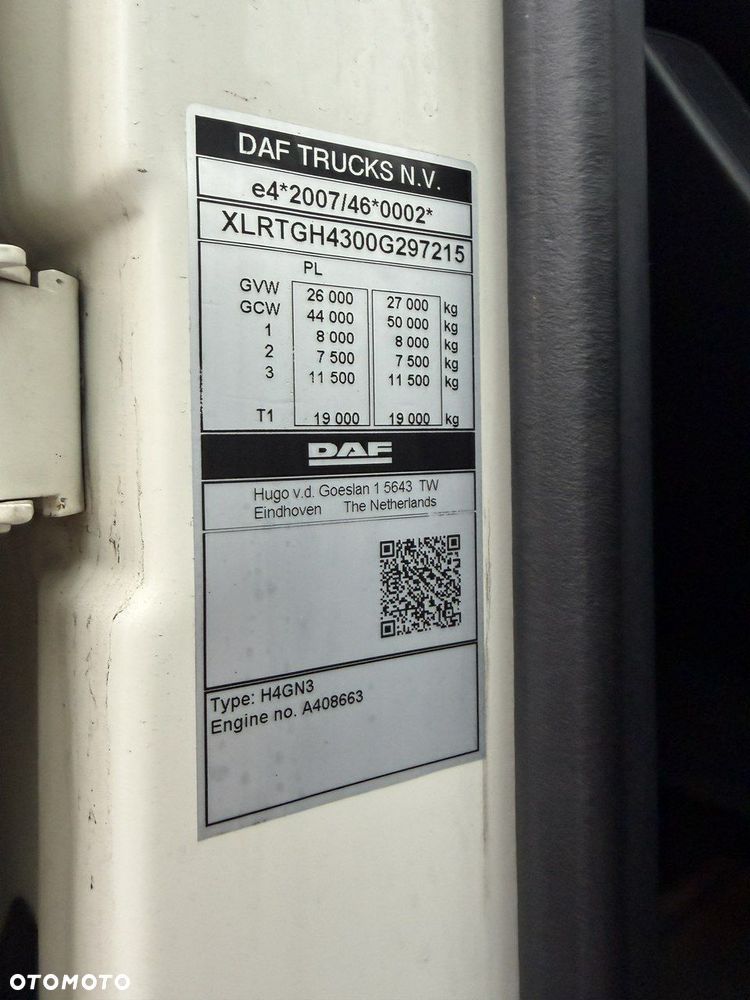 DAF TRUCKS N.V.
e4*2007/46*0002*
XLRTGH4300G297215
PL
GVW 26 000 27 000 kg
GCW 44 000 50 000 kg
1 8 000 8 000 kg
2 7 500 7 500 kg
3 11 500 11 500 kg
T1 19 000 19 000 kg
DAF
Hugo v.d. Goeslan 1 5643 TW
Eindhoven The Netherlands
Type: H4GN3
Engine no. A408663
OTOMOTO